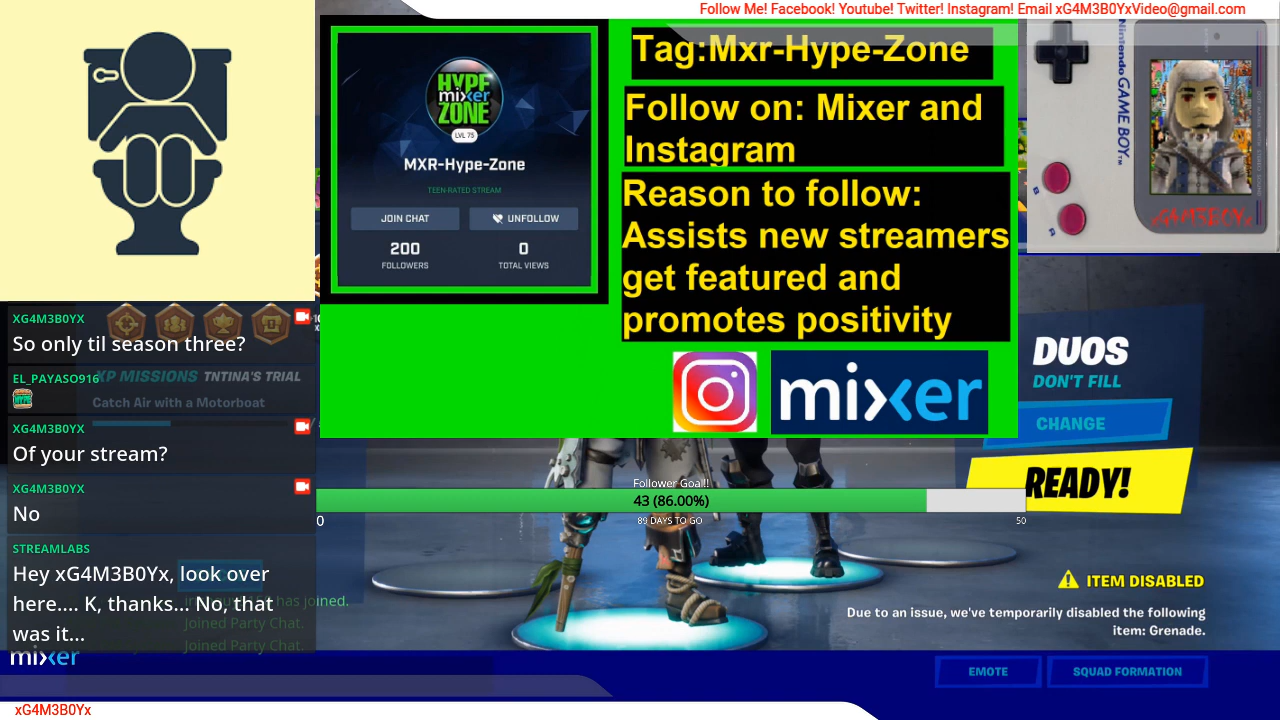 Follow Me! Facebook! Youtube! Twitter! Instagram! Email xG4M3B0YxVideo@gmail.com
HYPE
mixer
ZONE
LVL 75
MXR-Hype-Zone
TEEN-RATED STREAM
JOIN CHAT
UNFOLLOW
200
FOLLOWERS
0
TOTAL VIEWS
Tag:Mxr-Hype-Zone
Follow on: Mixer and
Instagram
Reason to follow:
Assists new streamers
get featured and
promotes positivity
mixer
Nintendo GAME BOY
XG4M3B0YX
So only til season three?
EL_PAYASO916
XP MISSIONS TNTINA'S TRIAL
Catch Air with a Motorboat
XG4M3B0YX
Of your stream?
XG4M3B0YX
No
STREAMLABS
Hey xG4M3B0Yx, look over
here.... K, thanks... No, that
was it...
has joined.
Joined Party Chat.
Joined Party Chat.
mixer
xG4M3B0Yx
Follower Goal!!
43 (86.00%)
0
89 DAYS TO GO
50
DUOS
DON'T FILL
CHANGE
READY!
ITEM DISABLED
Due to an issue, we've temporarily disabled the following
item: Grenade.
EMOTE
SQUAD FORMATION